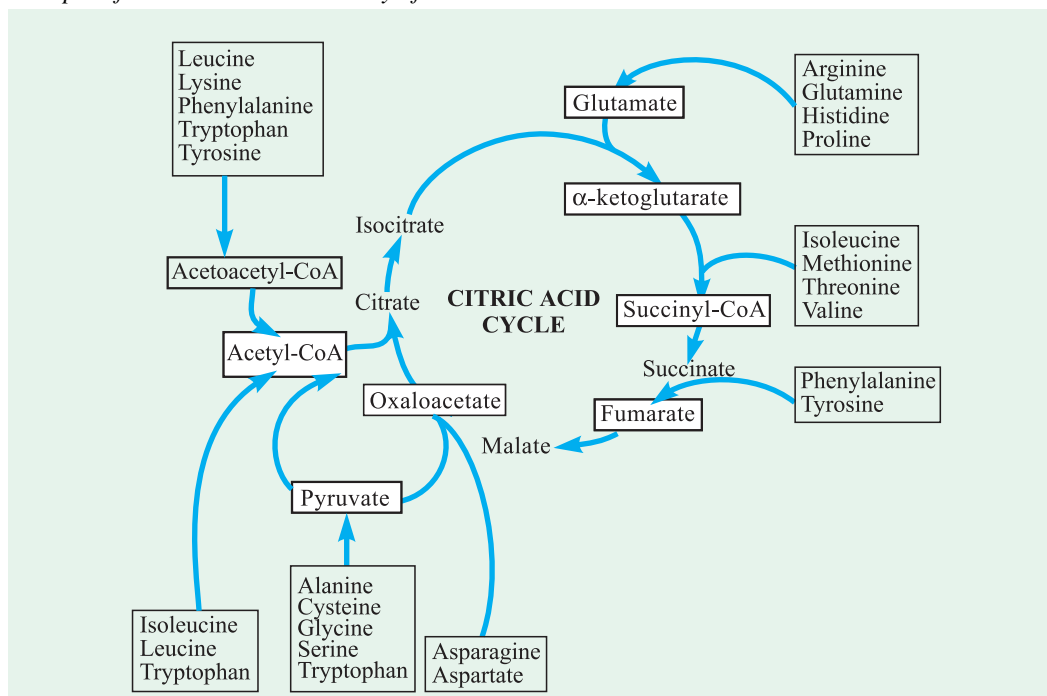 Leucine
Lysine
Phenylalanine
Tryptophan
Tyrosine
Arginine
Glutamine
Histidine
Proline
Glutamate
α-ketoglutarate
Isocitrate
Isoleucine
Methionine
Threonine
Valine
Acetoacetyl-CoA
Citrate
CITRIC ACID
CYCLE
Succinyl-CoA
Acetyl-CoA
Succinate
Phenylalanine
Tyrosine
Oxaloacetate
Fumarate
Malate
Pyruvate
Isoleucine
Leucine
Tryptophan
Alanine
Cysteine
Glycine
Serine
Tryptophan
Asparagine
Aspartate